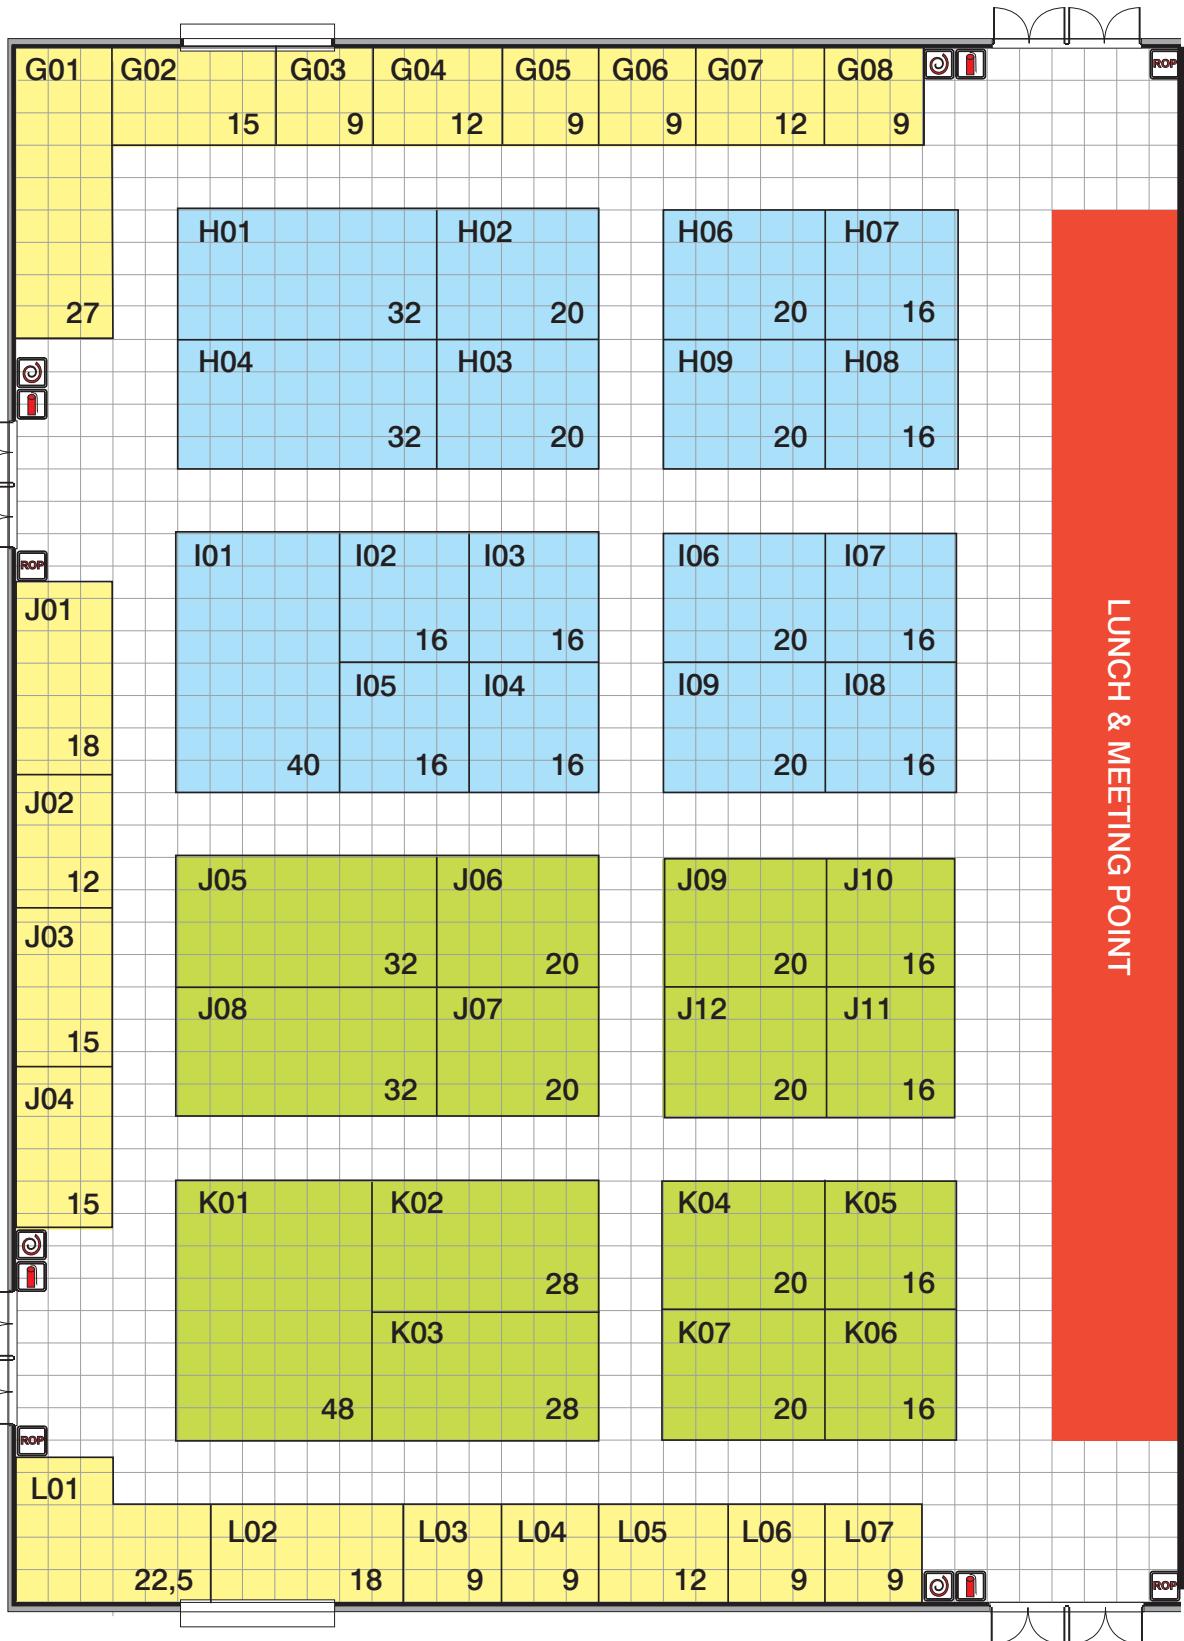 G01 G02 G03 G04 G05 G06 G07 G08 ROP
15 9 12 9 9 12 9
27
H01 H02 H06 H07
32 20 20 16
H04 H03 H09 H08
32 20 20 16
ROP
I01 I02 I03 I06 I07
16 16 20 16
I05 I04 I09 I08
40 16 16 20 16
J01
18
J02
12
J03
15
J04
15
LUNCH & MEETING POINT
J05 J06 J09 J10
32 20 20 16
J08 J07 J12 J11
32 20 20 16
K01 K02 K04 K05
28 20 16
K03 K07 K06
48 28 20 16
ROP
L01
L02 L03 L04 L05 L06 L07
22,5 18 9 9 12 9 9 ROP